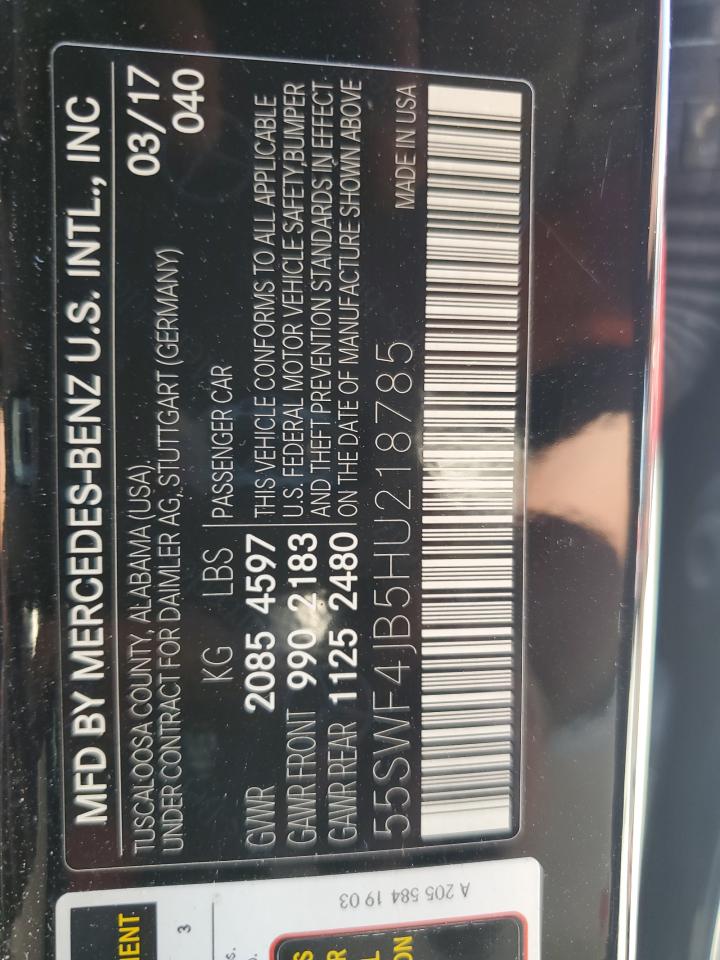 MFD BY MERCEDES-BENZ U.S. INTL., INC
TUSCALOOSA COUNTY, ALABAMA (USA) 03/17
UNDER CONTRACT FOR DAIMLER AG, STUTTGART (GERMANY) 040
KG LBS PASSENGER CAR
GVWR 2085 4597 THIS VEHICLE CONFORMS TO ALL APPLICABLE
GAWR FRONT 990 2183 U.S. FEDERAL MOTOR VEHICLE SAFETY,BUMPER
GAWR REAR 1125 2480 AND THEFT PREVENTION STANDARDS IN EFFECT
ON THE DATE OF MANUFACTURE SHOWN ABOVE
55SWF4JB5HU218785 MADE IN USA
A 205 584 19 03
3